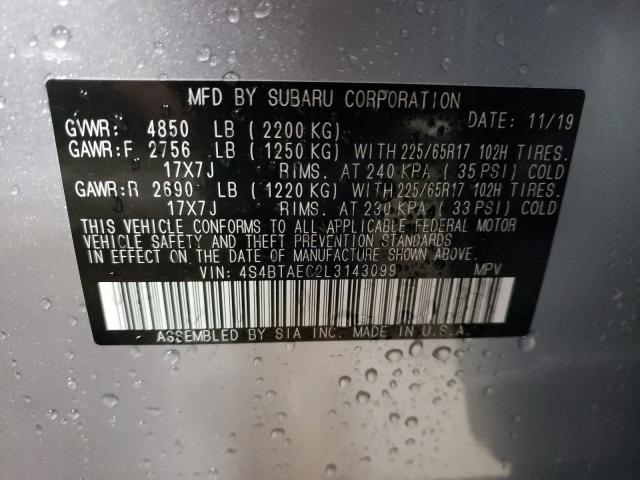 MFD BY SUBARU CORPORATION
DATE: 11/19
GVWR: 4850 LB (2200 KG)
GAWR:F 2756 LB (1250 KG) WITH 225/65R17 102H TIRES.
17X7J RIMS. AT 240 KPA (35 PSI) COLD
GAWR:R 2690 LB (1220 KG) WITH 225/65R17 102H TIRES.
17X7J RIMS. AT 230 KPA (33 PSI) COLD
THIS VEHICLE CONFORMS TO ALL APPLICABLE FEDERAL MOTOR
VEHICLE SAFETY AND THEFT PREVENTION STANDARDS
IN EFFECT ON THE DATE OF MANUFACTURE SHOWN ABOVE.
VIN: 4S4BTAEC2L3143099 MPV
ASSEMBLED BY SIA INC. MADE IN U.S.A.